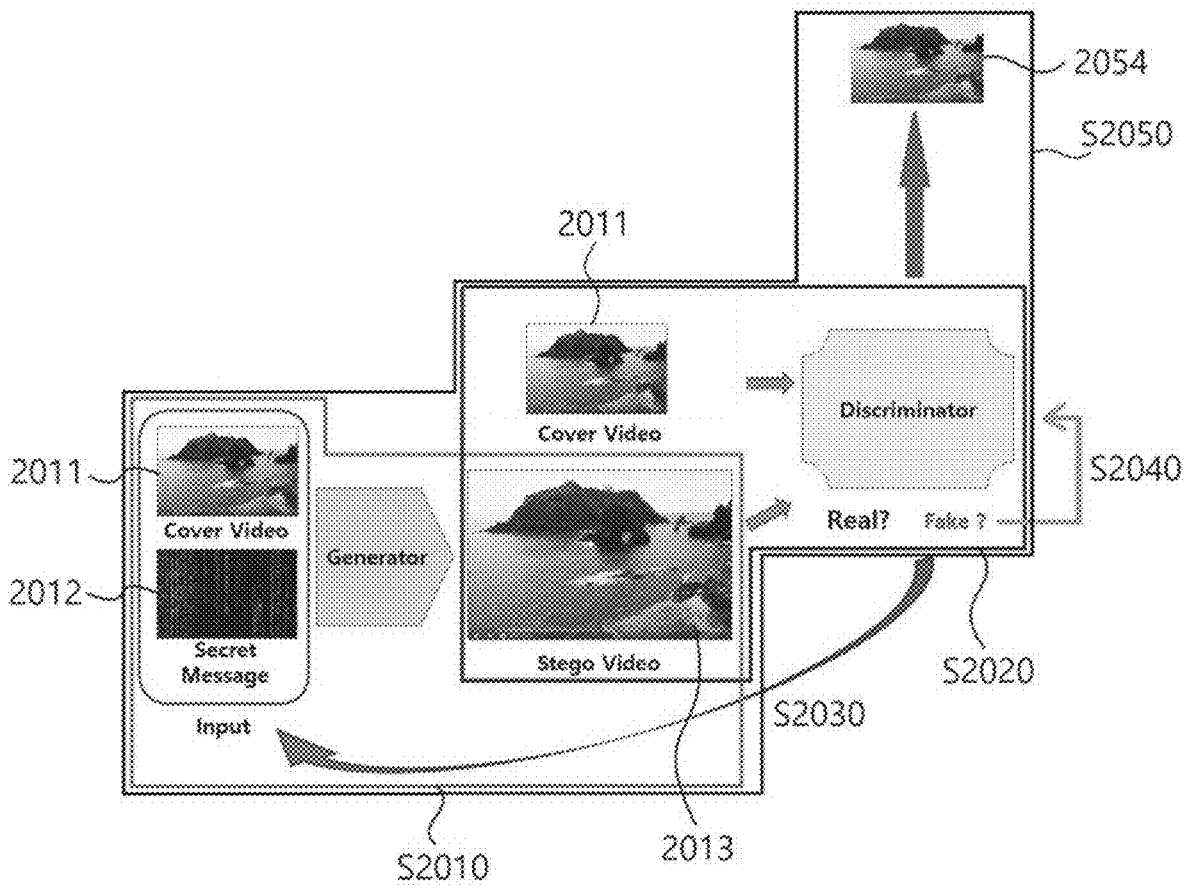 2054
S2050
2011
Cover Video
Discriminator
2011
Cover Video
Generator
S2040
Real?
Fake ?
2012
Secret
Message
Stego Video
S2020
Input
S2030
2013
S2010